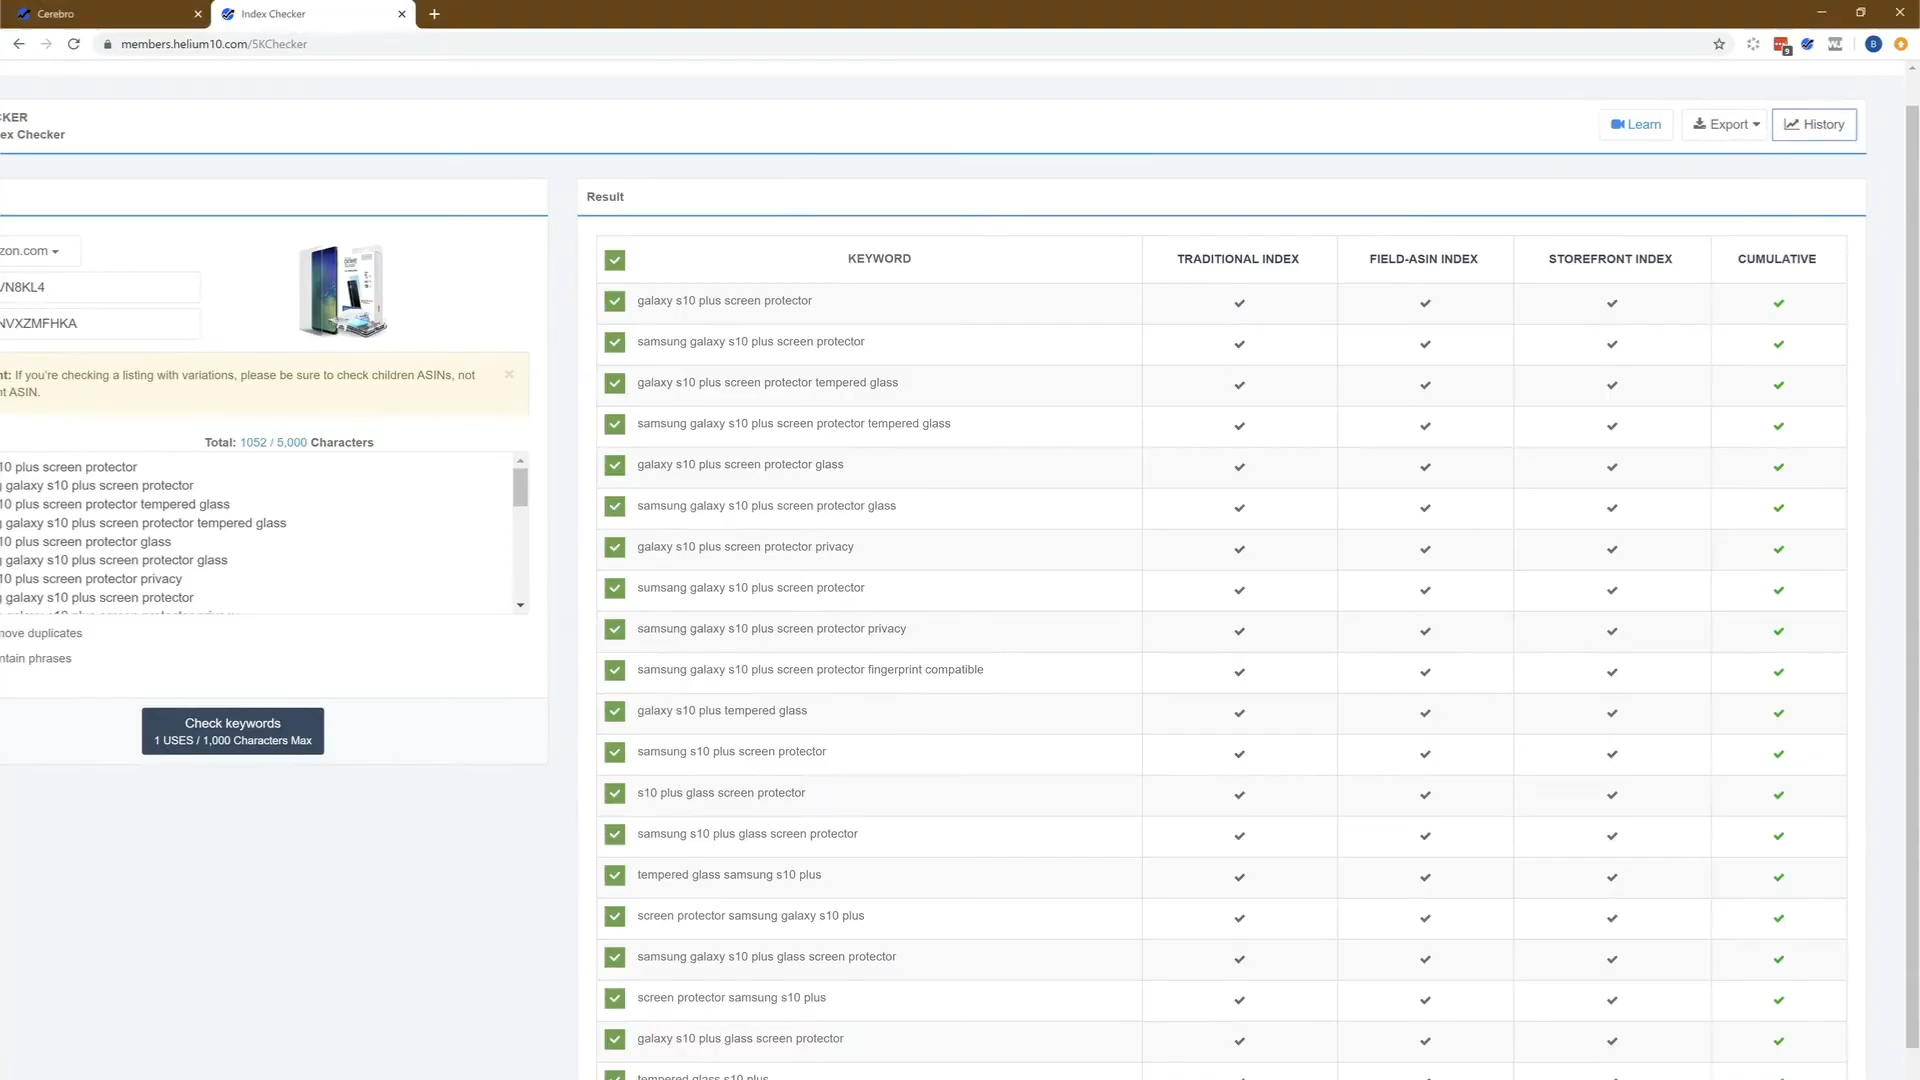 Cerebro
Index Checker
members.helium10.com/5KChecker
9
B
CKER
ex Checker
Learn
Export
History
zon.com
VN8KL4
NVXZMFHKA
nt: If you're checking a listing with variations, please be sure to check children ASINs, not
nt ASIN.
Total: 1052 / 5,000 Characters
10 plus screen protector
g galaxy s10 plus screen protector
10 plus screen protector tempered glass
g galaxy s10 plus screen protector tempered glass
10 plus screen protector glass
g galaxy s10 plus screen protector glass
10 plus screen protector privacy
g galaxy s10 plus screen protector
move duplicates
ntain phrases
Check keywords
1 USES / 1,000 Characters Max
Result
KEYWORD
TRADITIONAL INDEX
FIELD-ASIN INDEX
STOREFRONT INDEX
CUMULATIVE
galaxy s10 plus screen protector
samsung galaxy s10 plus screen protector
galaxy s10 plus screen protector tempered glass
samsung galaxy s10 plus screen protector tempered glass
galaxy s10 plus screen protector glass
samsung galaxy s10 plus screen protector glass
galaxy s10 plus screen protector privacy
sumsang galaxy s10 plus screen protector
samsung galaxy s10 plus screen protector privacy
samsung galaxy s10 plus screen protector fingerprint compatible
galaxy s10 plus tempered glass
samsung s10 plus screen protector
s10 plus glass screen protector
samsung s10 plus glass screen protector
tempered glass samsung s10 plus
screen protector samsung galaxy s10 plus
samsung galaxy s10 plus glass screen protector
screen protector samsung s10 plus
galaxy s10 plus glass screen protector
tempered glass s10 plus